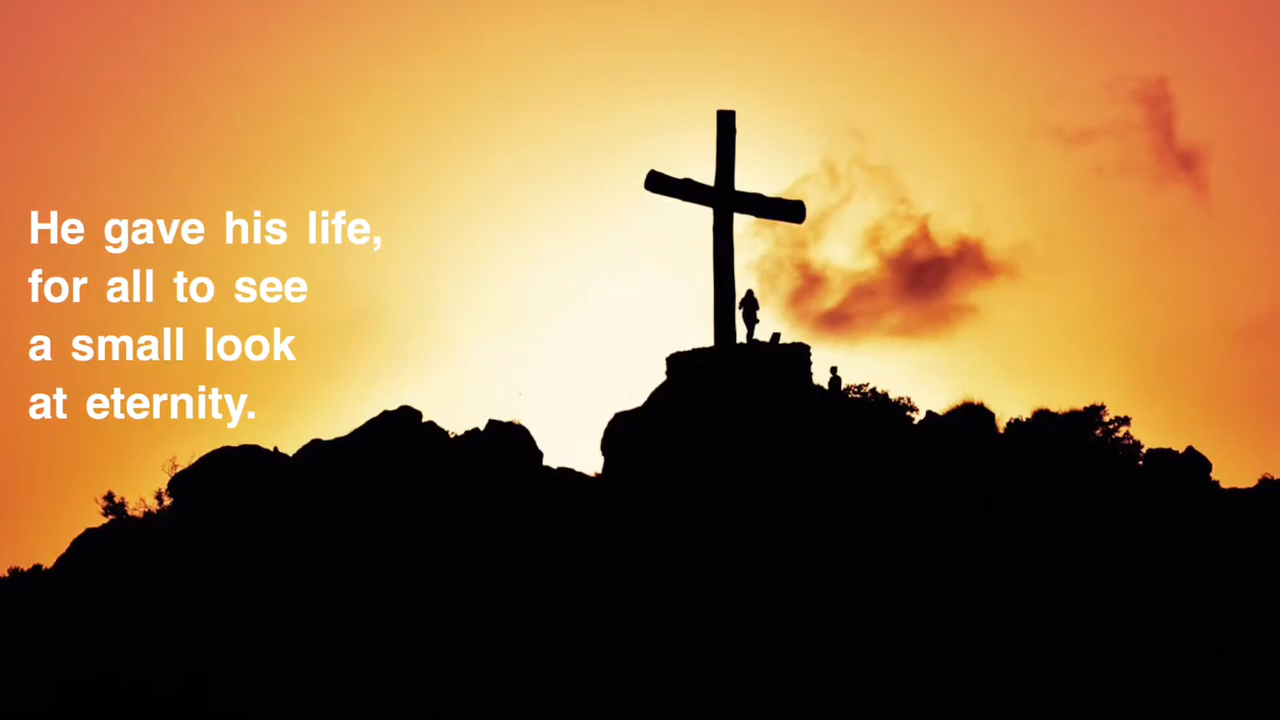 He gave his life,
for all to see
a small look
at eternity.